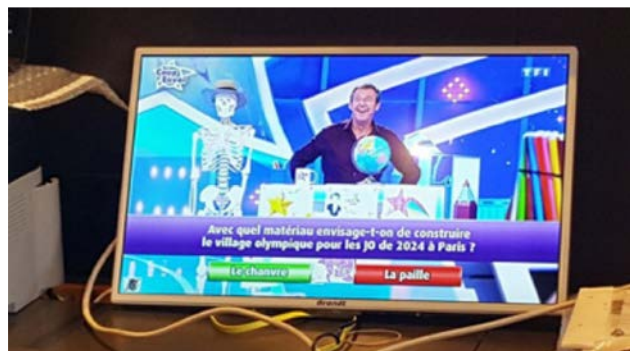 TF1
Avec quel matériau envisage-t-on de construire
le village olympique pour les JO de 2024 à Paris ?
Le chanvre
La paille
Brandt